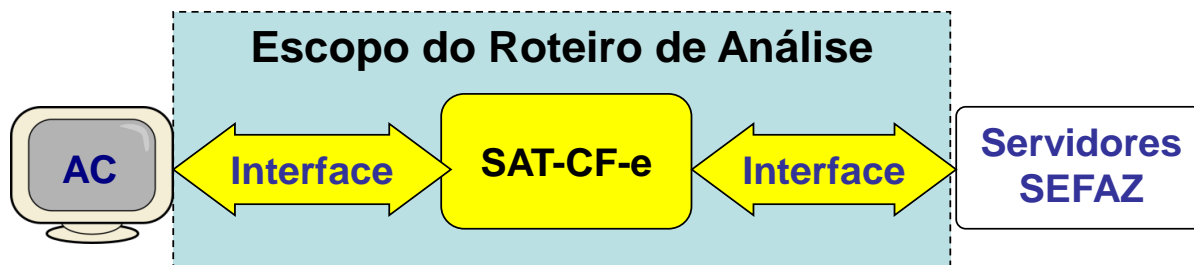 Escopo do Roteiro de Análise
AC
Interface
SAT-CF-e
Interface
Servidores
SEFAZ